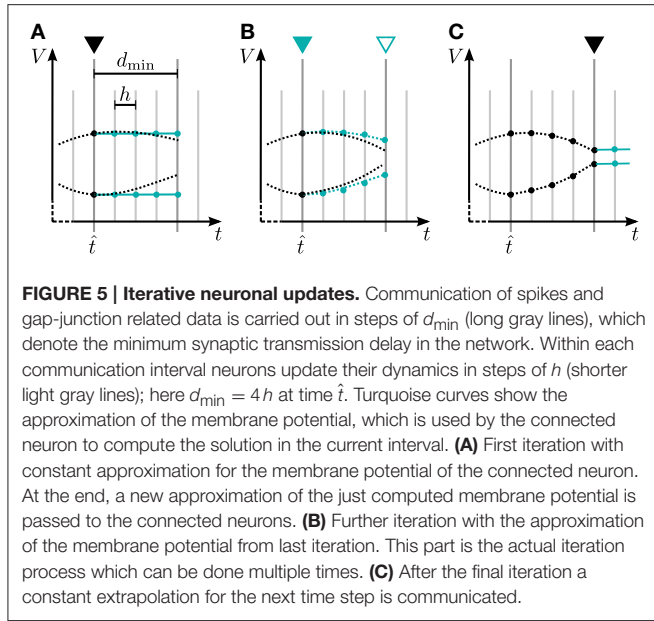 A B C
V V V
d_min
h
t t t
t̂ t̂ t̂
FIGURE 5 | Iterative neuronal updates. Communication of spikes and
gap-junction related data is carried out in steps of d_min (long gray lines), which
denote the minimum synaptic transmission delay in the network. Within each
communication interval neurons update their dynamics in steps of h (shorter
light gray lines); here d_min = 4 h at time t̂. Turquoise curves show the
approximation of the membrane potential, which is used by the connected
neuron to compute the solution in the current interval. (A) First iteration with
constant approximation for the membrane potential of the connected neuron.
At the end, a new approximation of the just computed membrane potential is
passed to the connected neurons. (B) Further iteration with the approximation
of the membrane potential from last iteration. This part is the actual iteration
process which can be done multiple times. (C) After the final iteration a
constant extrapolation for the next time step is communicated.